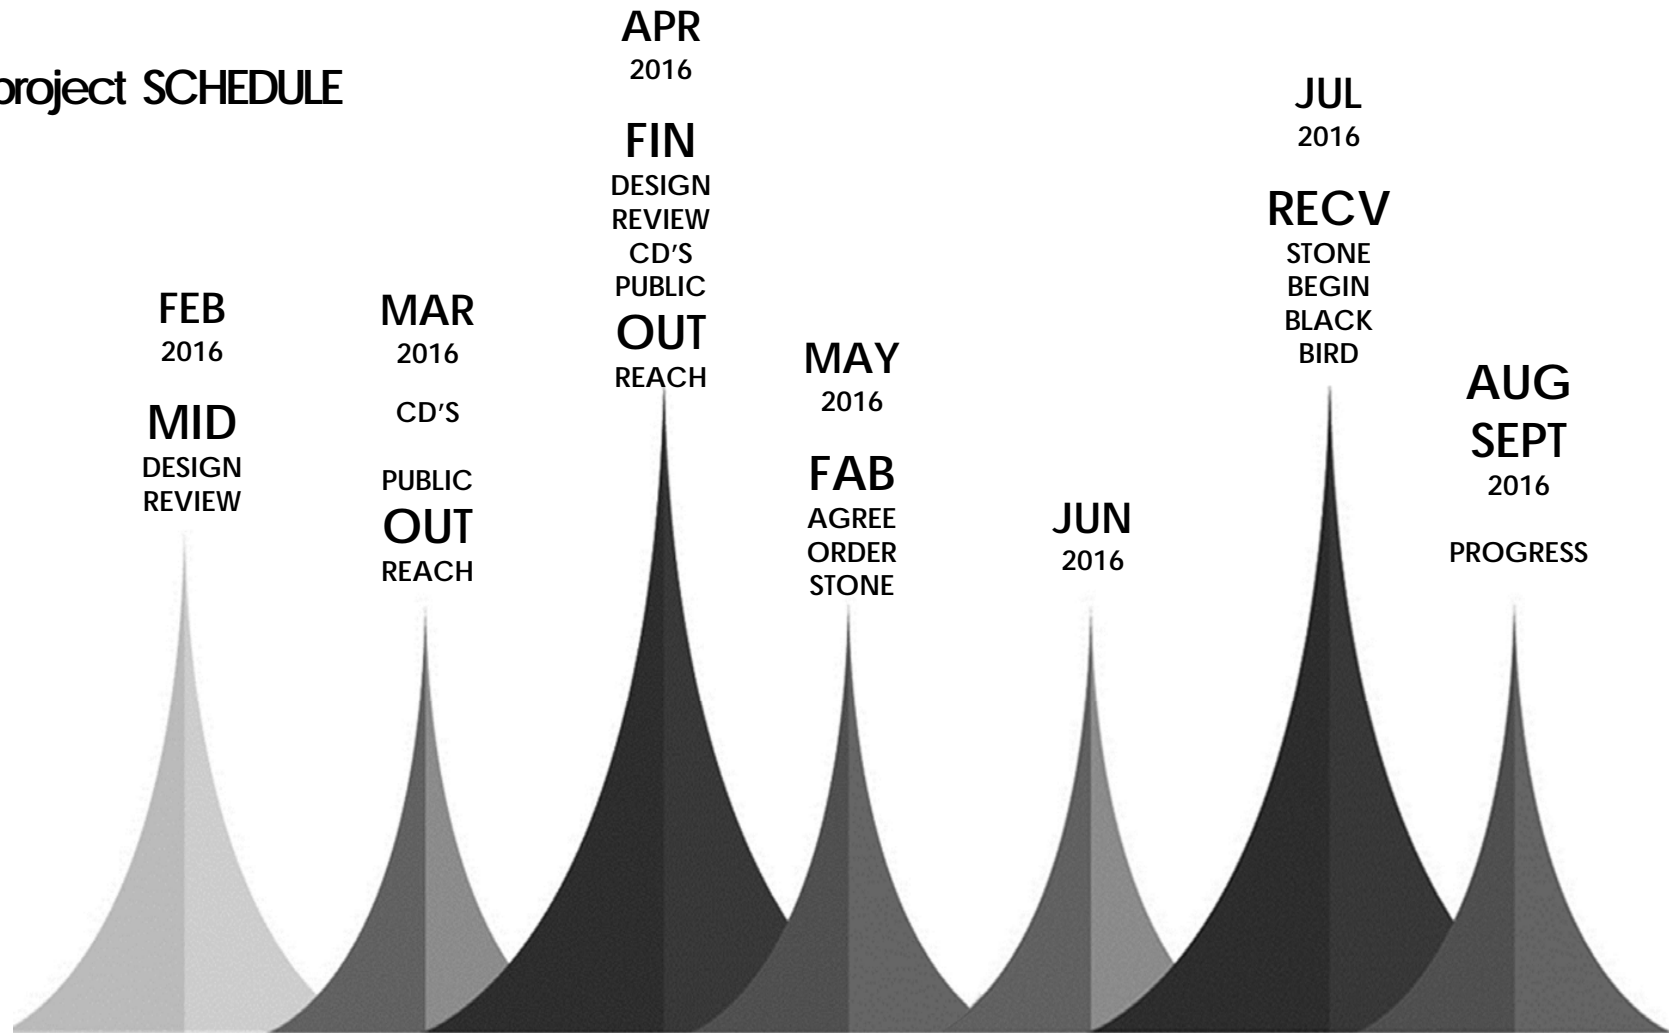 project SCHEDULE
FEB
2016
MID
DESIGN
REVIEW
MAR
2016
CD'S
PUBLIC
OUT
REACH
APR
2016
FIN
DESIGN
REVIEW
CD'S
PUBLIC
OUT
REACH
MAY
2016
FAB
AGREE
ORDER
STONE
JUN
2016
JUL
2016
RECV
STONE
BEGIN
BLACK
BIRD
AUG
SEPT
2016
PROGRESS